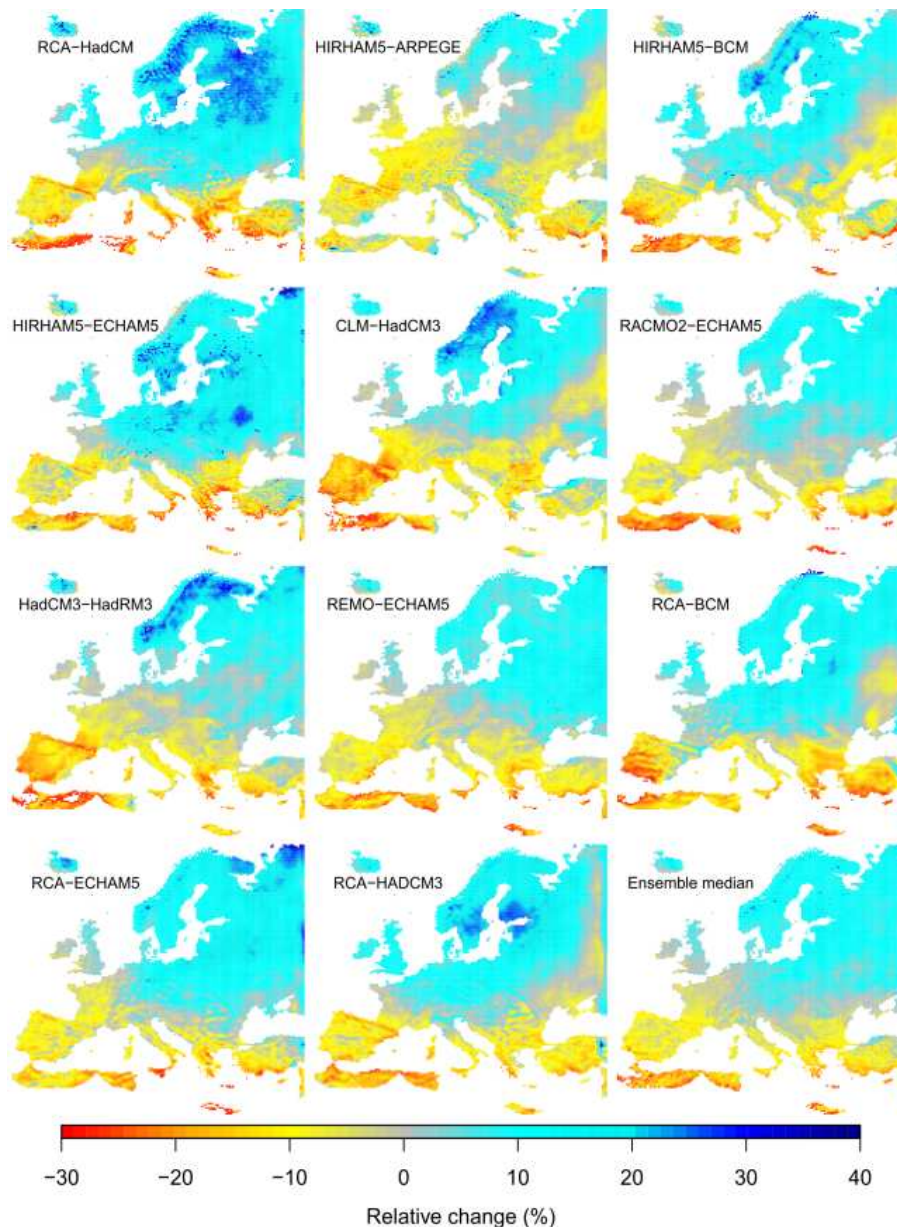 RCA−HadCM
HIRHAM5−ARPEGE
HIRHAM5−BCM
HIRHAM5−ECHAM5
CLM−HadCM3
RACMO2−ECHAM5
HadCM3−HadRM3
REMO−ECHAM5
RCA−BCM
RCA−ECHAM5
RCA−HADCM3
Ensemble median
−30 −20 −10 0 10 20 30 40
Relative change (%)